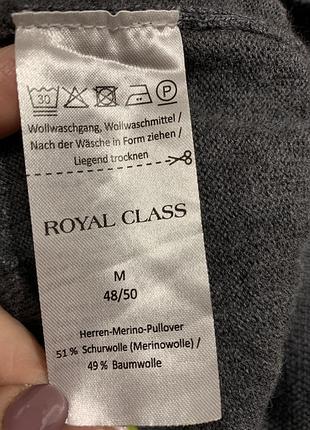 30 P
Wollwaschgang, Wollwaschmittel /
Nach der Wäsche in Form ziehen /
Liegend trocknen
ROYAL CLASS
M
48/50
Herren-Merino-Pullover
51 % Schurwolle (Merinowolle) /
49 % Baumwolle